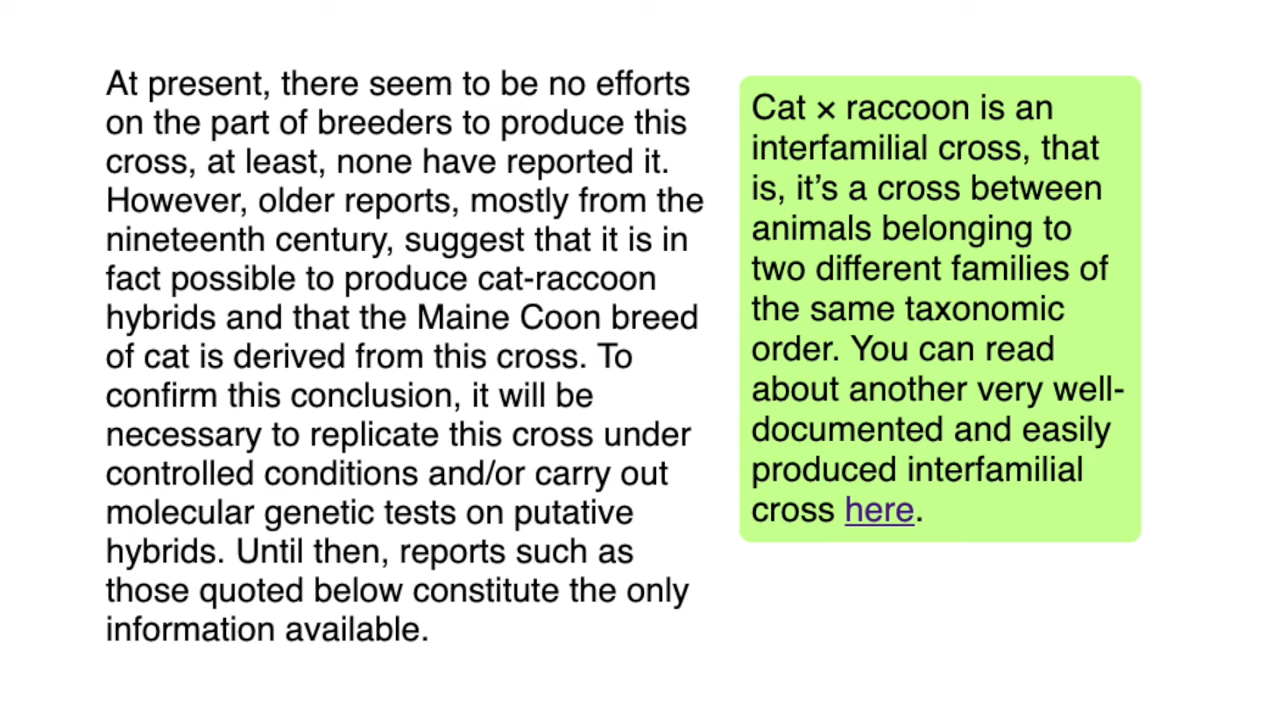 At present, there seem to be no efforts
on the part of breeders to produce this
cross, at least, none have reported it.
However, older reports, mostly from the
nineteenth century, suggest that it is in
fact possible to produce cat-raccoon
hybrids and that the Maine Coon breed
of cat is derived from this cross. To
confirm this conclusion, it will be
necessary to replicate this cross under
controlled conditions and/or carry out
molecular genetic tests on putative
hybrids. Until then, reports such as
those quoted below constitute the only
information available.
Cat × raccoon is an
interfamilial cross, that
is, it’s a cross between
animals belonging to
two different families of
the same taxonomic
order. You can read
about another very well-
documented and easily
produced interfamilial
cross here.